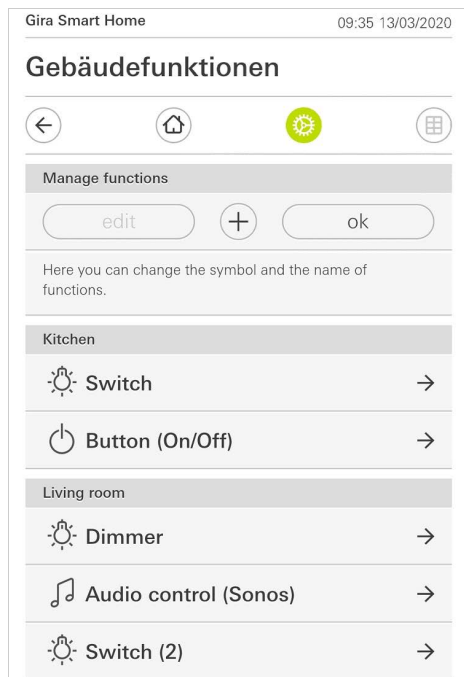 Gira Smart Home
09:35 13/03/2020
Gebäudefunktionen
Manage functions
edit
ok
Here you can change the symbol and the name of
functions.
Kitchen
Switch
Button (On/Off)
Living room
Dimmer
Audio control (Sonos)
Switch (2)